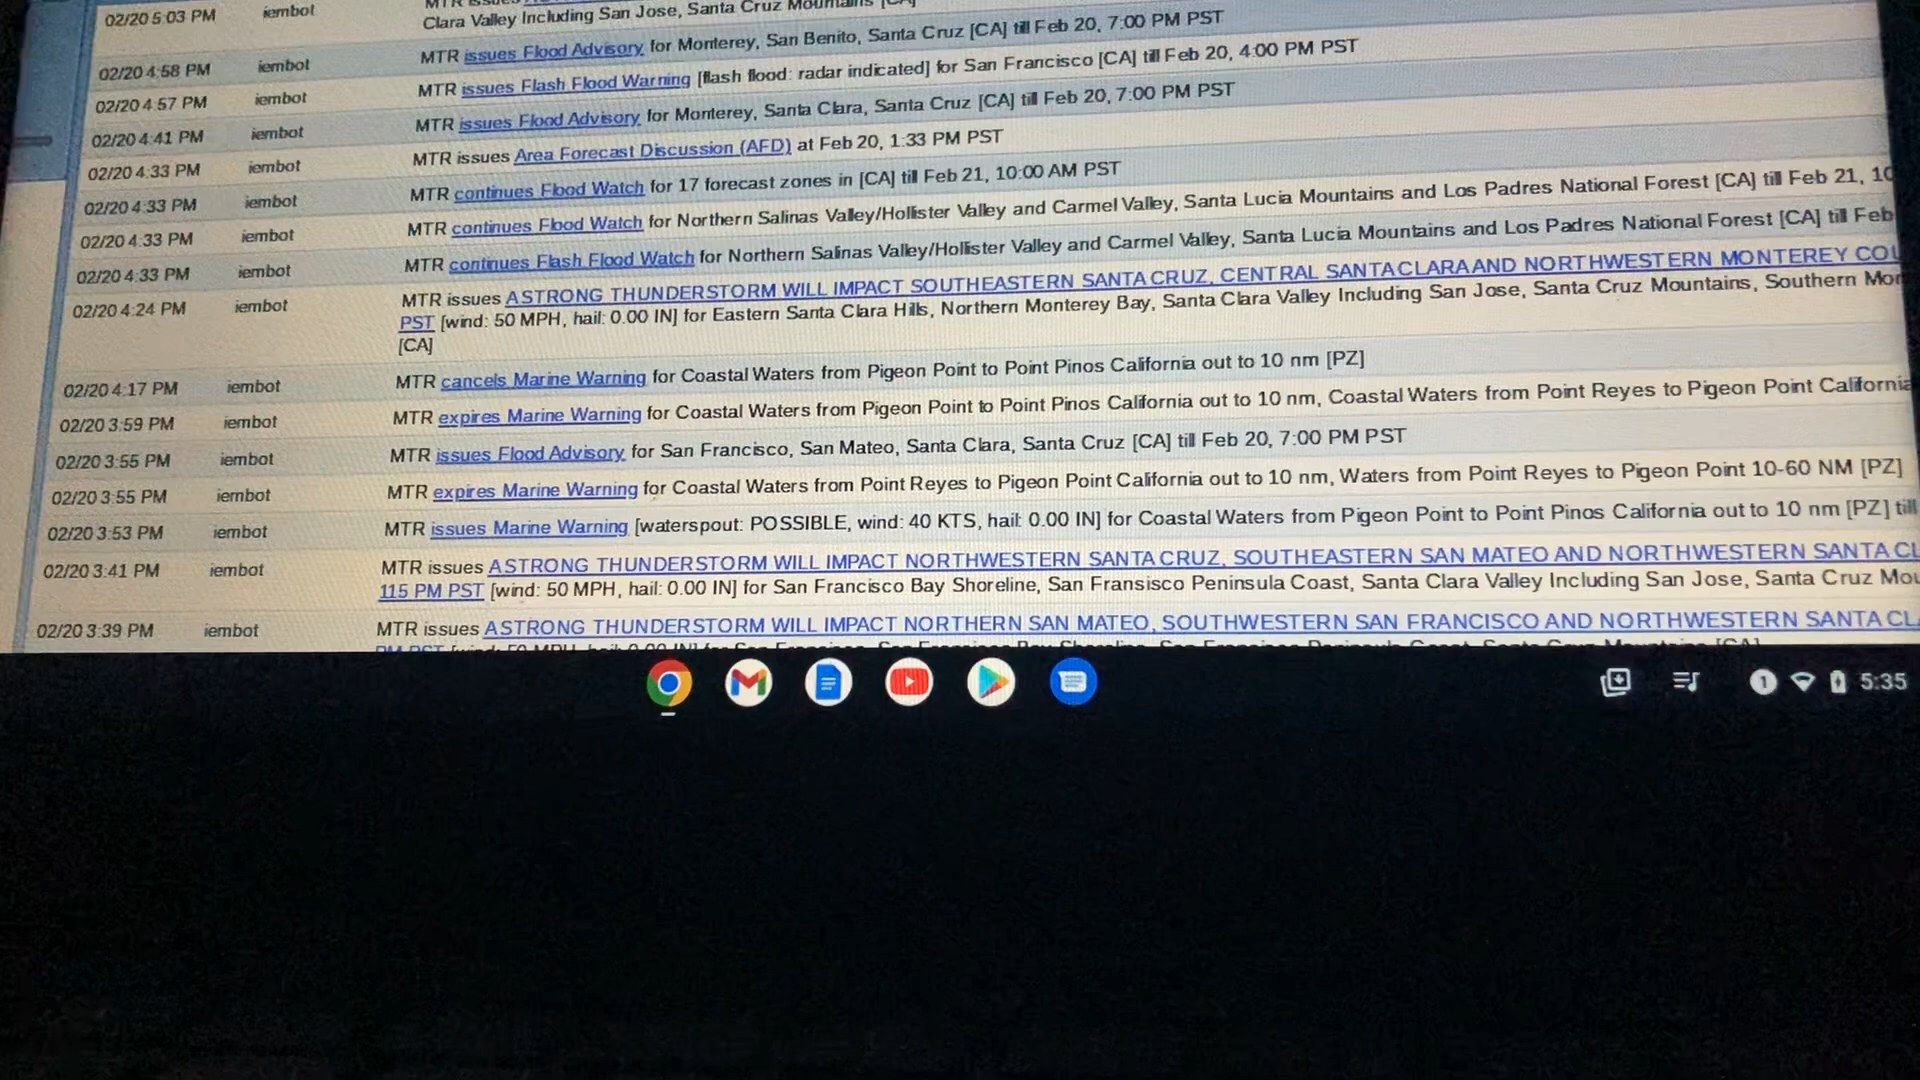 MTR issues
02/20 5:03 PM iembot Clara Valley Including San Jose, Santa Cruz Mountains [CA]
02/20 4:58 PM iembot MTR issues Flood Advisory for Monterey, San Benito, Santa Cruz [CA] till Feb 20, 7:00 PM PST
02/20 4:57 PM iembot MTR issues Flash Flood Warning [flash flood: radar indicated] for San Francisco [CA] till Feb 20, 4:00 PM PST
02/20 4:41 PM iembot MTR issues Flood Advisory for Monterey, Santa Clara, Santa Cruz [CA] till Feb 20, 7:00 PM PST
02/20 4:33 PM iembot MTR issues Area Forecast Discussion (AFD) at Feb 20, 1:33 PM PST
02/20 4:33 PM iembot MTR continues Flood Watch for 17 forecast zones in [CA] till Feb 21, 10:00 AM PST
02/20 4:33 PM iembot MTR continues Flood Watch for Northern Salinas Valley/Hollister Valley and Carmel Valley, Santa Lucia Mountains and Los Padres National Forest [CA] till Feb 21, 10
02/20 4:33 PM iembot MTR continues Flash Flood Watch for Northern Salinas Valley/Hollister Valley and Carmel Valley, Santa Lucia Mountains and Los Padres National Forest [CA] till Feb
02/20 4:24 PM iembot MTR issues A STRONG THUNDERSTORM WILL IMPACT SOUTHEASTERN SANTA CRUZ, CENTRAL SANTA CLARA AND NORTHWESTERN MONTEREY COU
PST [wind: 50 MPH, hail: 0.00 IN] for Eastern Santa Clara Hills, Northern Monterey Bay, Santa Clara Valley Including San Jose, Santa Cruz Mountains, Southern Mon
[CA]
02/20 4:17 PM iembot MTR cancels Marine Warning for Coastal Waters from Pigeon Point to Point Pinos California out to 10 nm [PZ]
02/20 3:59 PM iembot MTR expires Marine Warning for Coastal Waters from Pigeon Point to Point Pinos California out to 10 nm, Coastal Waters from Point Reyes to Pigeon Point California
02/20 3:55 PM iembot MTR issues Flood Advisory for San Francisco, San Mateo, Santa Clara, Santa Cruz [CA] till Feb 20, 7:00 PM PST
02/20 3:55 PM iembot MTR expires Marine Warning for Coastal Waters from Point Reyes to Pigeon Point California out to 10 nm, Waters from Point Reyes to Pigeon Point 10-60 NM [PZ]
02/20 3:53 PM iembot MTR issues Marine Warning [waterspout: POSSIBLE, wind: 40 KTS, hail: 0.00 IN] for Coastal Waters from Pigeon Point to Point Pinos California out to 10 nm [PZ] till
02/20 3:41 PM iembot MTR issues A STRONG THUNDERSTORM WILL IMPACT NORTHWESTERN SANTA CRUZ, SOUTHEASTERN SAN MATEO AND NORTHWESTERN SANTA CL
115 PM PST [wind: 50 MPH, hail: 0.00 IN] for San Francisco Bay Shoreline, San Fransisco Peninsula Coast, Santa Clara Valley Including San Jose, Santa Cruz Mou
02/20 3:39 PM iembot MTR issues A STRONG THUNDERSTORM WILL IMPACT NORTHERN SAN MATEO, SOUTHWESTERN SAN FRANCISCO AND NORTHWESTERN SANTA CL
1 5:35